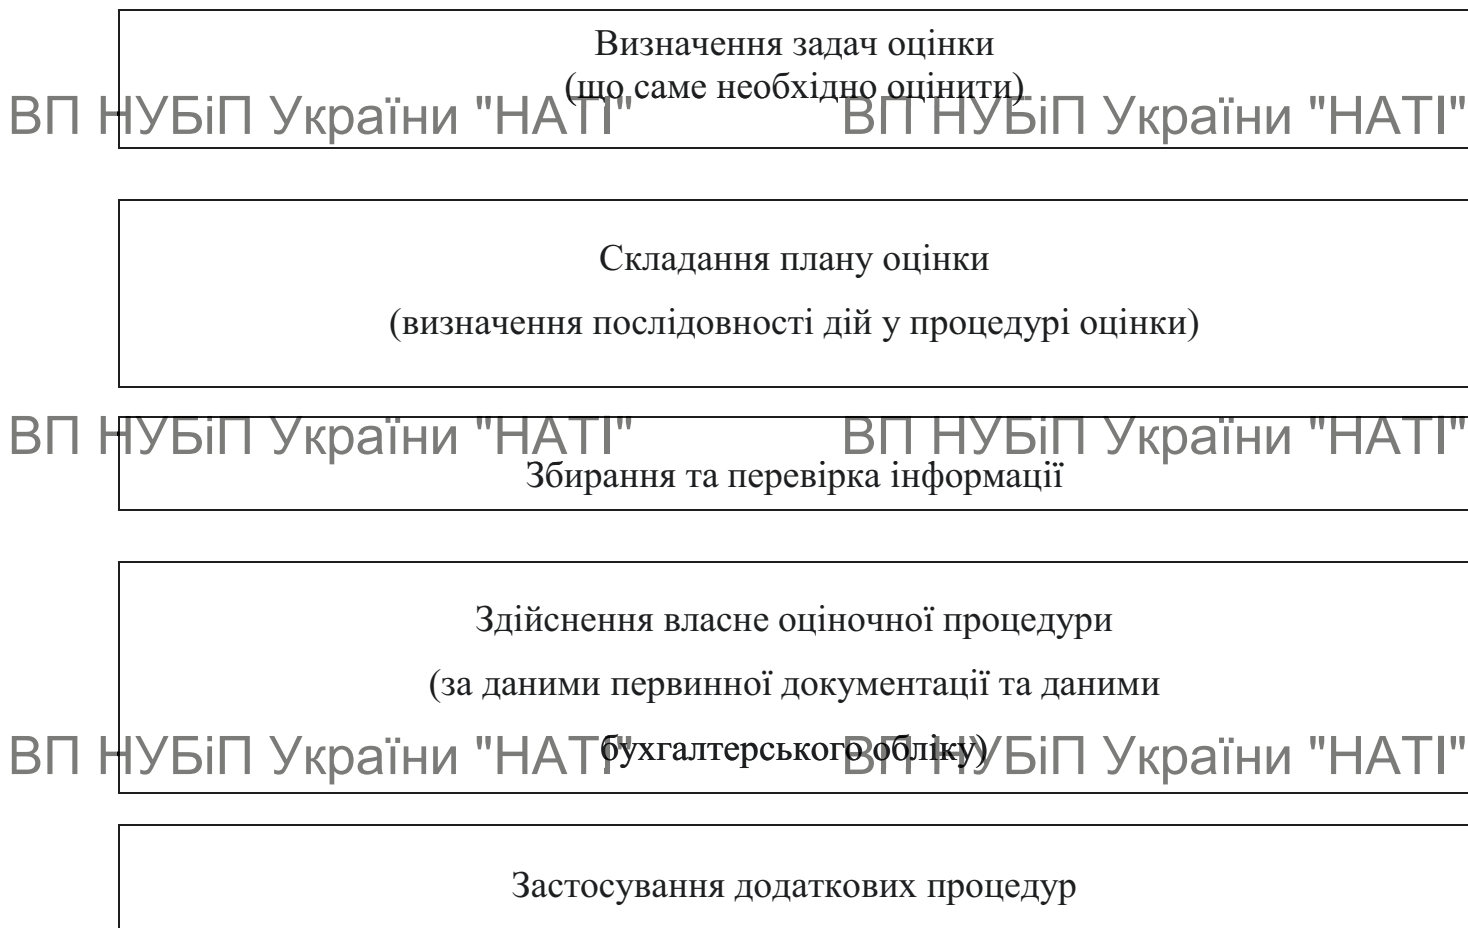 Визначення задач оцінки
(що саме необхідно оцінити)
ВП НУБіП України "НАТІ" ВП НУБіП України "НАТІ"
Складання плану оцінки
(визначення послідовності дій у процедурі оцінки)
ВП НУБіП України "НАТІ" ВП НУБіП України "НАТІ"
Збирання та перевірка інформації
Здійснення власне оціночної процедури
(за даними первинної документації та даними
бухгалтерського обліку)
ВП НУБіП України "НАТІ" ВП НУБіП України "НАТІ"
Застосування додаткових процедур